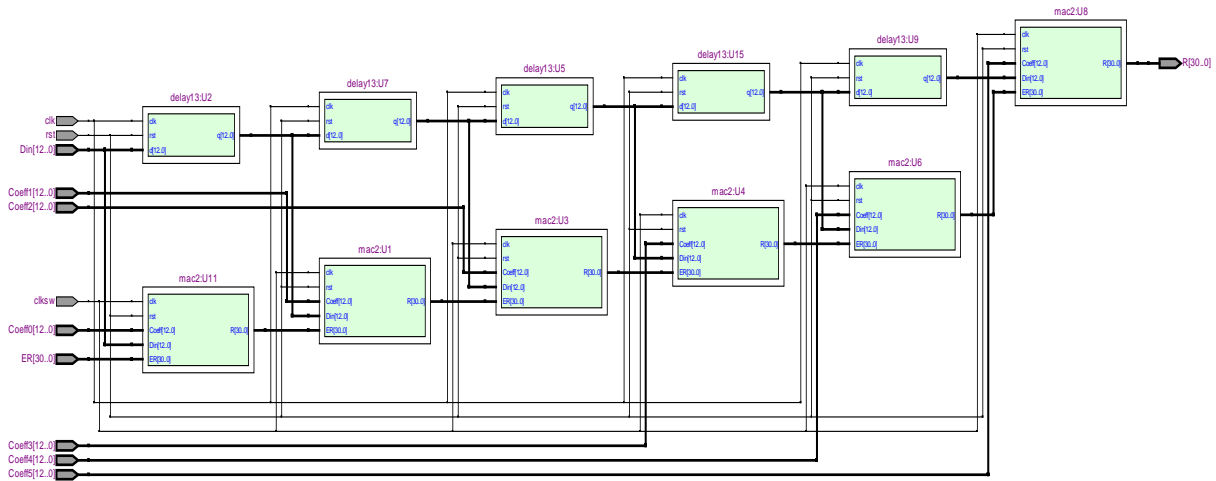 mac2:U8
clk
rst
Coeff[12..0]
Din[12..0]
ER[30..0]
R[30..0]
R[30..0]
delay13:U9
clk
rst
d[12..0]
q[12..0]
delay13:U15
clk
rst
d[12..0]
q[12..0]
delay13:U5
clk
rst
d[12..0]
q[12..0]
delay13:U7
clk
rst
d[12..0]
q[12..0]
delay13:U2
clk
rst
d[12..0]
q[12..0]
clk
rst
Din[12..0]
Coeff1[12..0]
Coeff2[12..0]
mac2:U6
clk
rst
Coeff[12..0]
Din[12..0]
ER[30..0]
R[30..0]
mac2:U4
clk
rst
Coeff[12..0]
Din[12..0]
ER[30..0]
R[30..0]
mac2:U3
clk
rst
Coeff[12..0]
Din[12..0]
ER[30..0]
R[30..0]
mac2:U1
clk
rst
Coeff[12..0]
Din[12..0]
ER[30..0]
R[30..0]
mac2:U11
clk
rst
Coeff[12..0]
Din[12..0]
ER[30..0]
R[30..0]
clksw
Coeff0[12..0]
ER[30..0]
Coeff3[12..0]
Coeff4[12..0]
Coeff5[12..0]